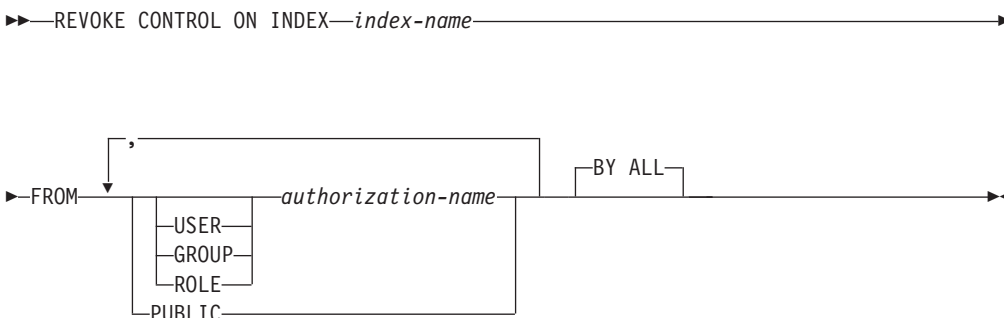 REVOKE CONTROL ON INDEX index-name
,
BY ALL
FROM authorization-name
USER
GROUP
ROLE
PUBLIC